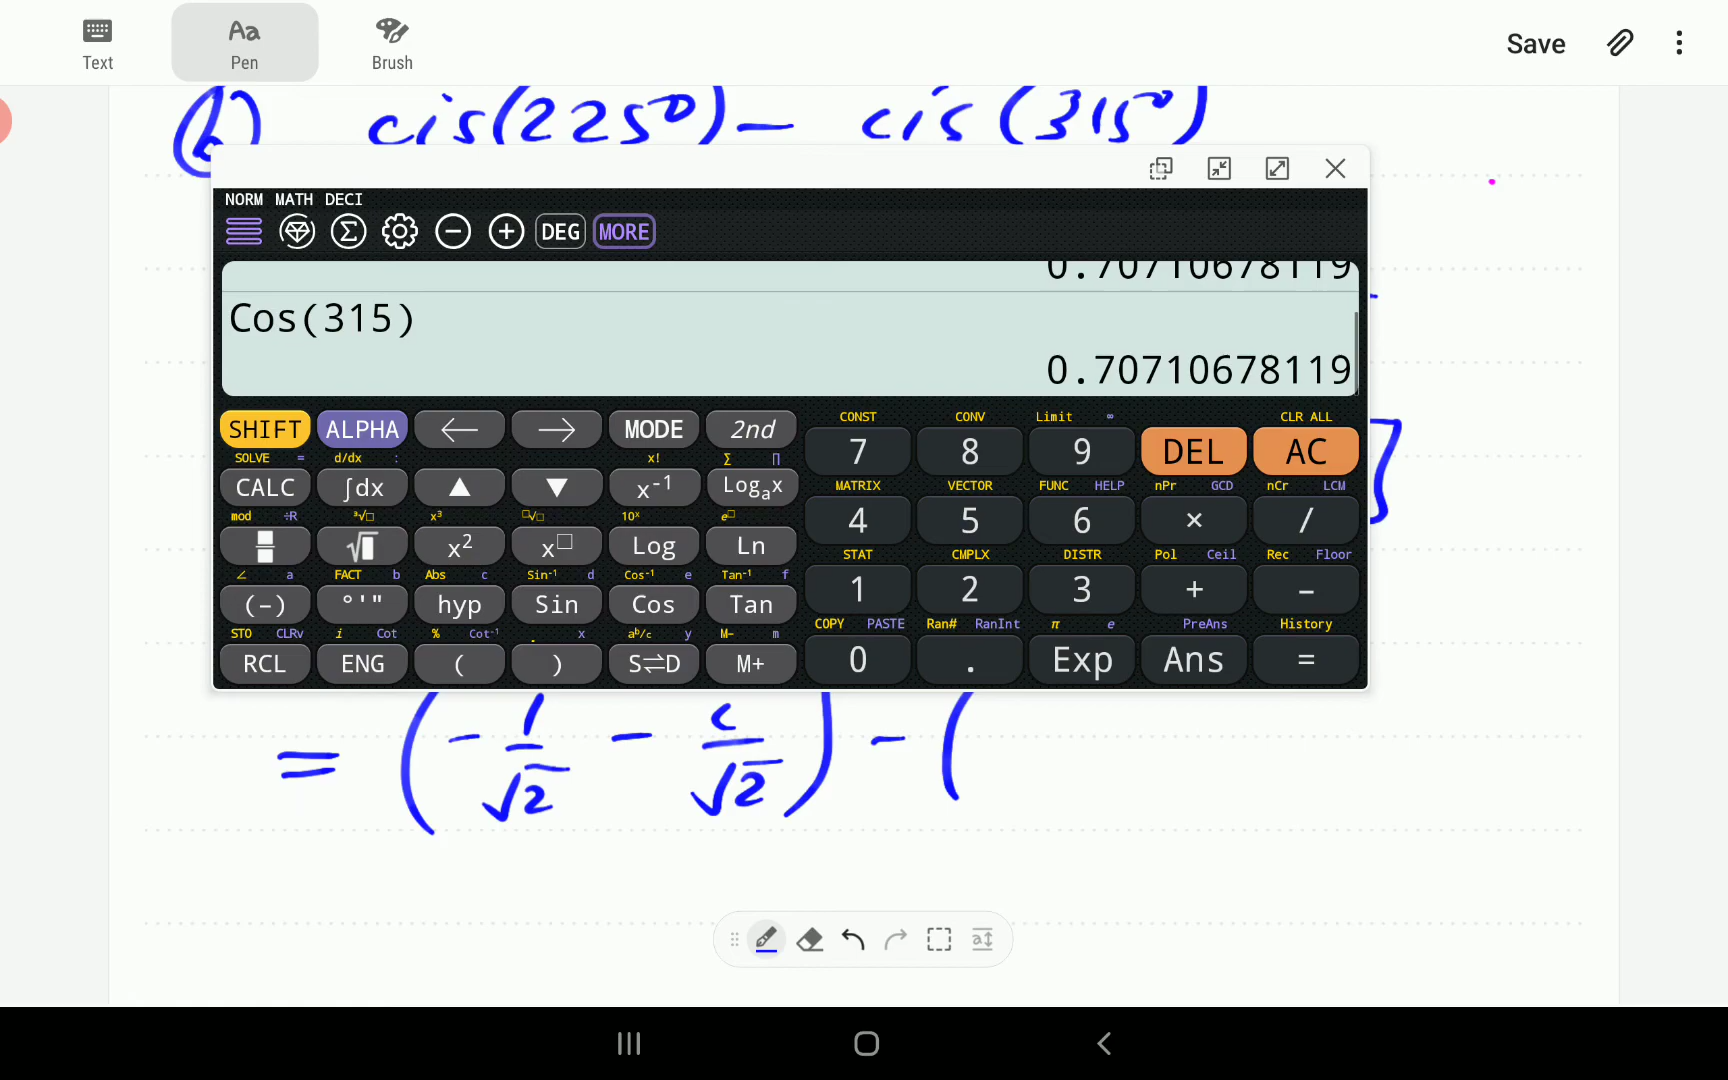 Text Pen Brush Save
(b) cis(225°) - cis(315°)
NORM MATH DECI
DEG MORE
0.70710678119
Cos(315)
0.70710678119
CONST CONV Limit ∞ CLR ALL
SHIFT ALPHA ← → MODE 2nd 7 8 9 DEL AC
SOLVE = d/dx : x! Σ ∏ MATRIX VECTOR FUNC HELP nPr GCD nCr LCM
CALC ∫dx ▲ ▼ x⁻¹ Logₐx 4 5 6 × /
mod ÷R ³√□ x³ □√□ 10ˣ e□ STAT CMPLX DISTR Pol Ceil Rec Floor
√ x² x□ Log Ln 1 2 3 + −
∠ a FACT b Abs c Sin⁻¹ d Cos⁻¹ e Tan⁻¹ f
(−) °'" hyp Sin Cos Tan
STO CLRv i Cot % Cot⁻¹ , x aᵇ/c y M− m COPY PASTE Ran# RanInt π e PreAns History
RCL ENG ( ) S⇌D M+ 0 . Exp Ans =
]
= (-1/√2 - i/√2) - (